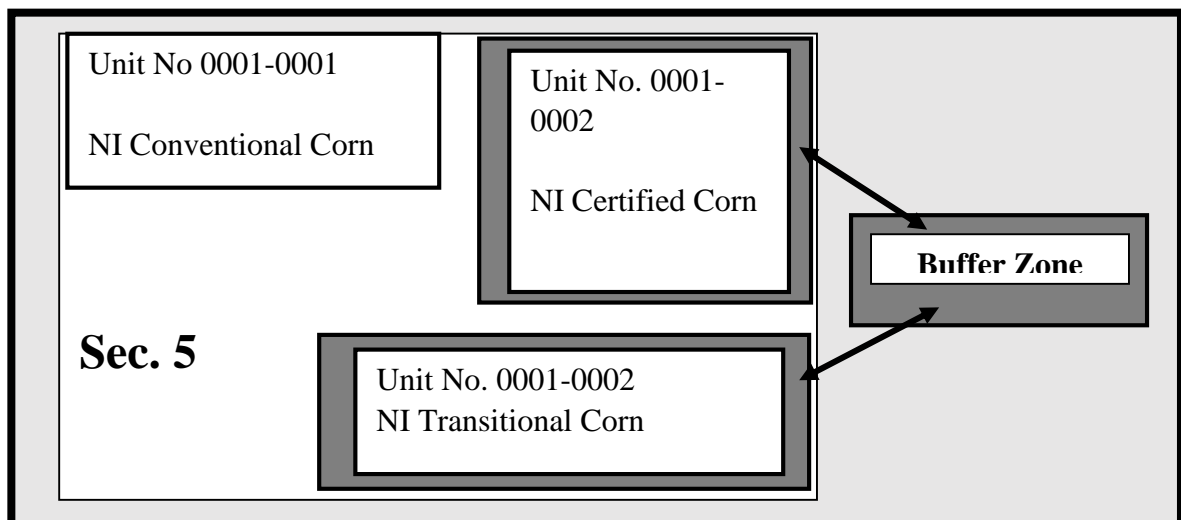 Unit No 0001-0001
NI Conventional Corn
Unit No. 0001-
0002
NI Certified Corn
Buffer Zone
Sec. 5
Unit No. 0001-0002
NI Transitional Corn